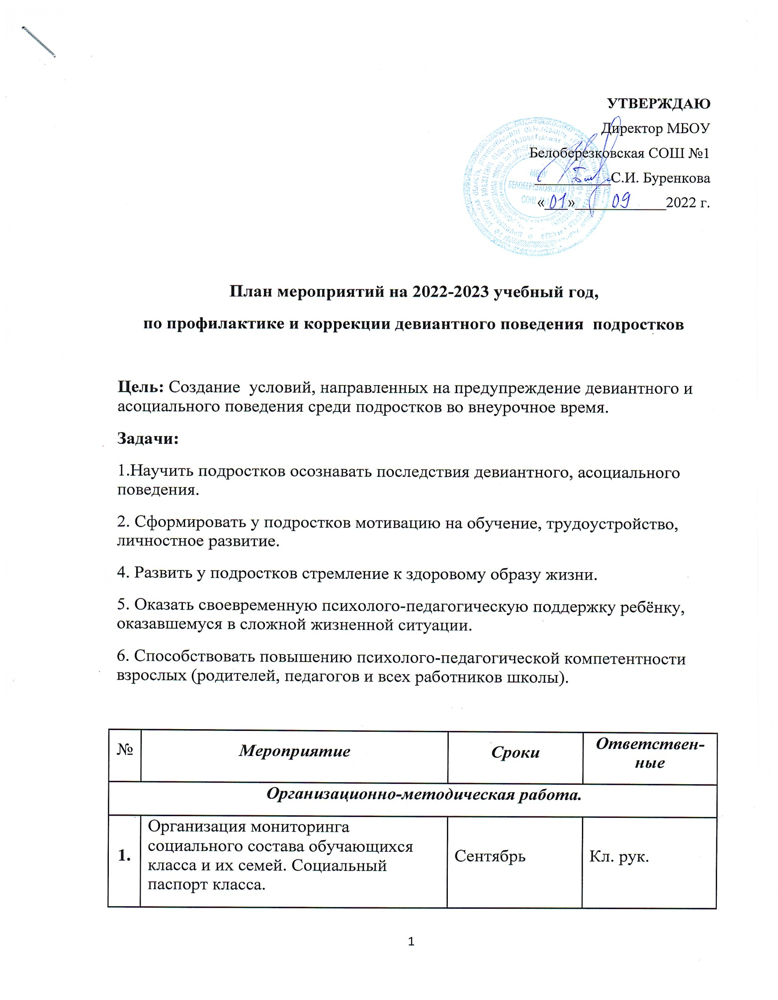 УТВЕРЖДАЮ
Директор МБОУ
Белоберезковская СОШ №1
С.И. Буренкова
«01» 09 2022 г.
МБОУ
БЕЛОБЕРЕЗКОВСКАЯ
СОШ №1
План мероприятий на 2022-2023 учебный год,
по профилактике и коррекции девиантного поведения подростков
Цель: Создание условий, направленных на предупреждение девиантного и
асоциального поведения среди подростков во внеурочное время.
Задачи:
1.Научить подростков осознавать последствия девиантного, асоциального
поведения.
2. Сформировать у подростков мотивацию на обучение, трудоустройство,
личностное развитие.
4. Развить у подростков стремление к здоровому образу жизни.
5. Оказать своевременную психолого-педагогическую поддержку ребёнку,
оказавшемуся в сложной жизненной ситуации.
6. Способствовать повышению психолого-педагогической компетентности
взрослых (родителей, педагогов и всех работников школы).
№ Мероприятие Сроки Ответствен-
ные
Организационно-методическая работа.
1. Организация мониторинга
социального состава обучающихся
класса и их семей. Социальный
паспорт класса.
Сентябрь
Кл. рук.
1